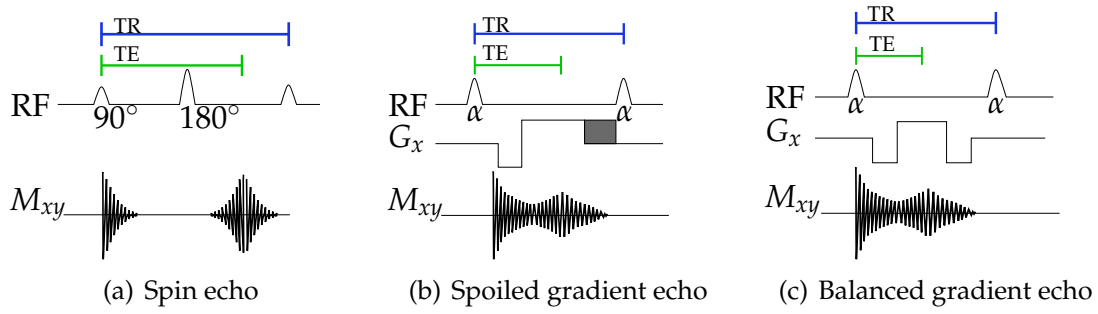 TR
TE
RF
90°
180°
M_xy
(a) Spin echo
TR
TE
RF
α
α
G_x
M_xy
(b) Spoiled gradient echo
TR
TE
RF
α
α
G_x
M_xy
(c) Balanced gradient echo